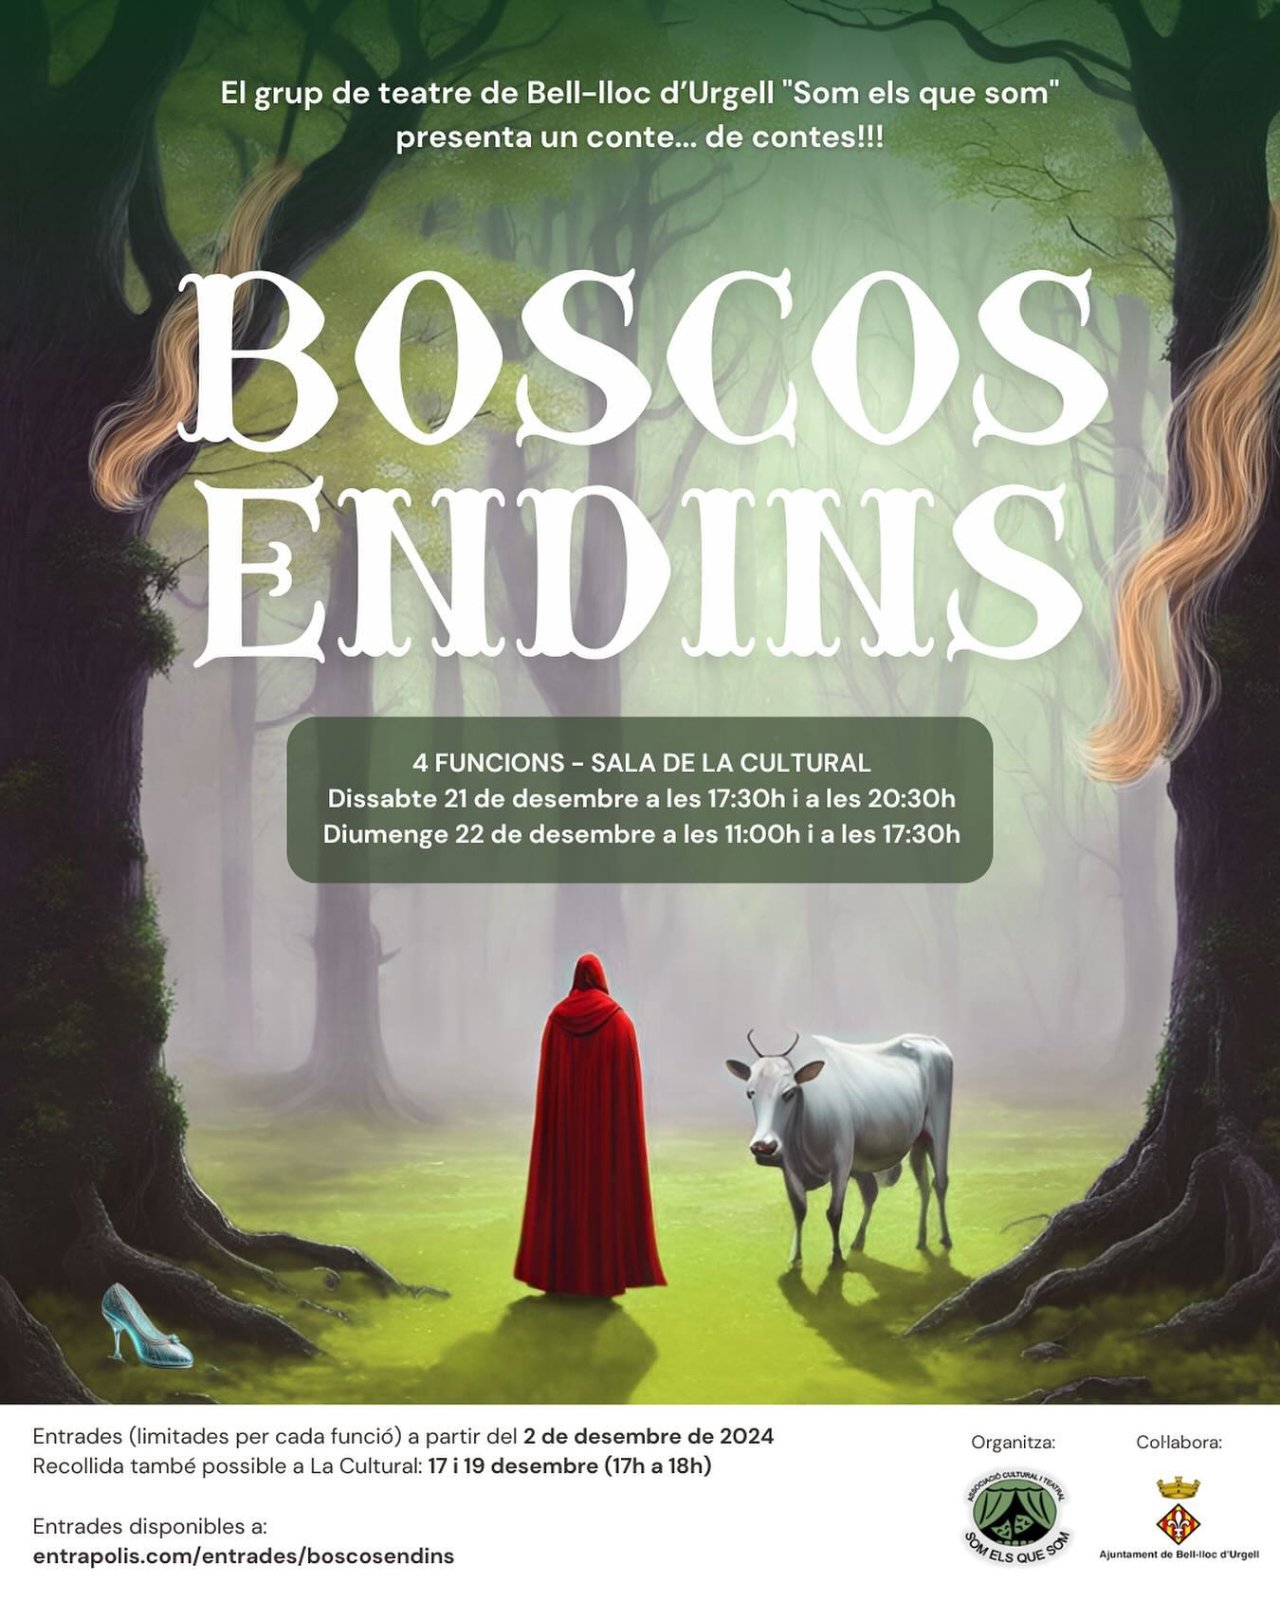 El grup de teatre de Bell-lloc d’Urgell "Som els que som"
presenta un conte... de contes!!!
BOSCOS
ENDINS
4 FUNCIONS - SALA DE LA CULTURAL
Dissabte 21 de desembre a les 17:30h i a les 20:30h
Diumenge 22 de desembre a les 11:00h i a les 17:30h
Entrades (limitades per cada funció) a partir del 2 de desembre de 2024
Recollida també possible a La Cultural: 17 i 19 desembre (17h a 18h)
Entrades disponibles a:
entrapolis.com/entrades/boscosendins
Organitza:
ASSOCIACIÓ CULTURAL I TEATRAL
SOM ELS QUE SOM
Col·labora:
Ajuntament de Bell-lloc d'Urgell